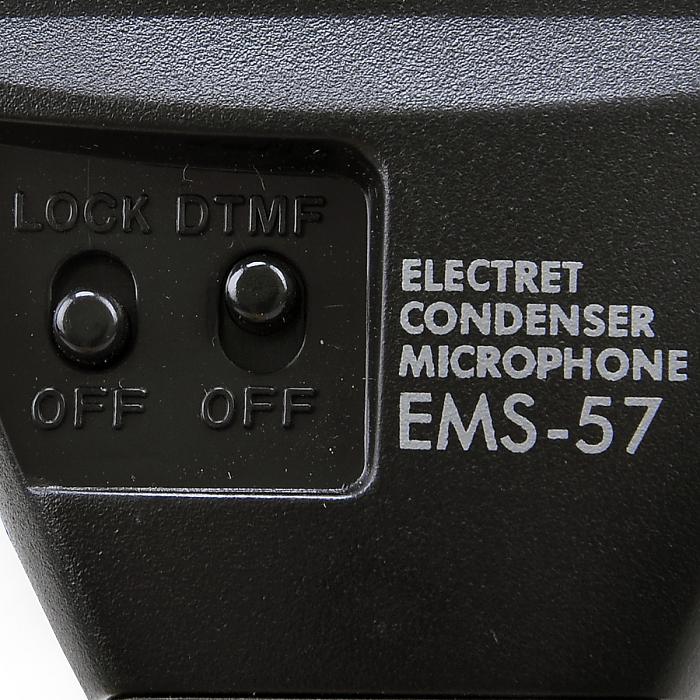 LOCK DTMF
OFF OFF
ELECTRET
CONDENSER
MICROPHONE
EMS-57